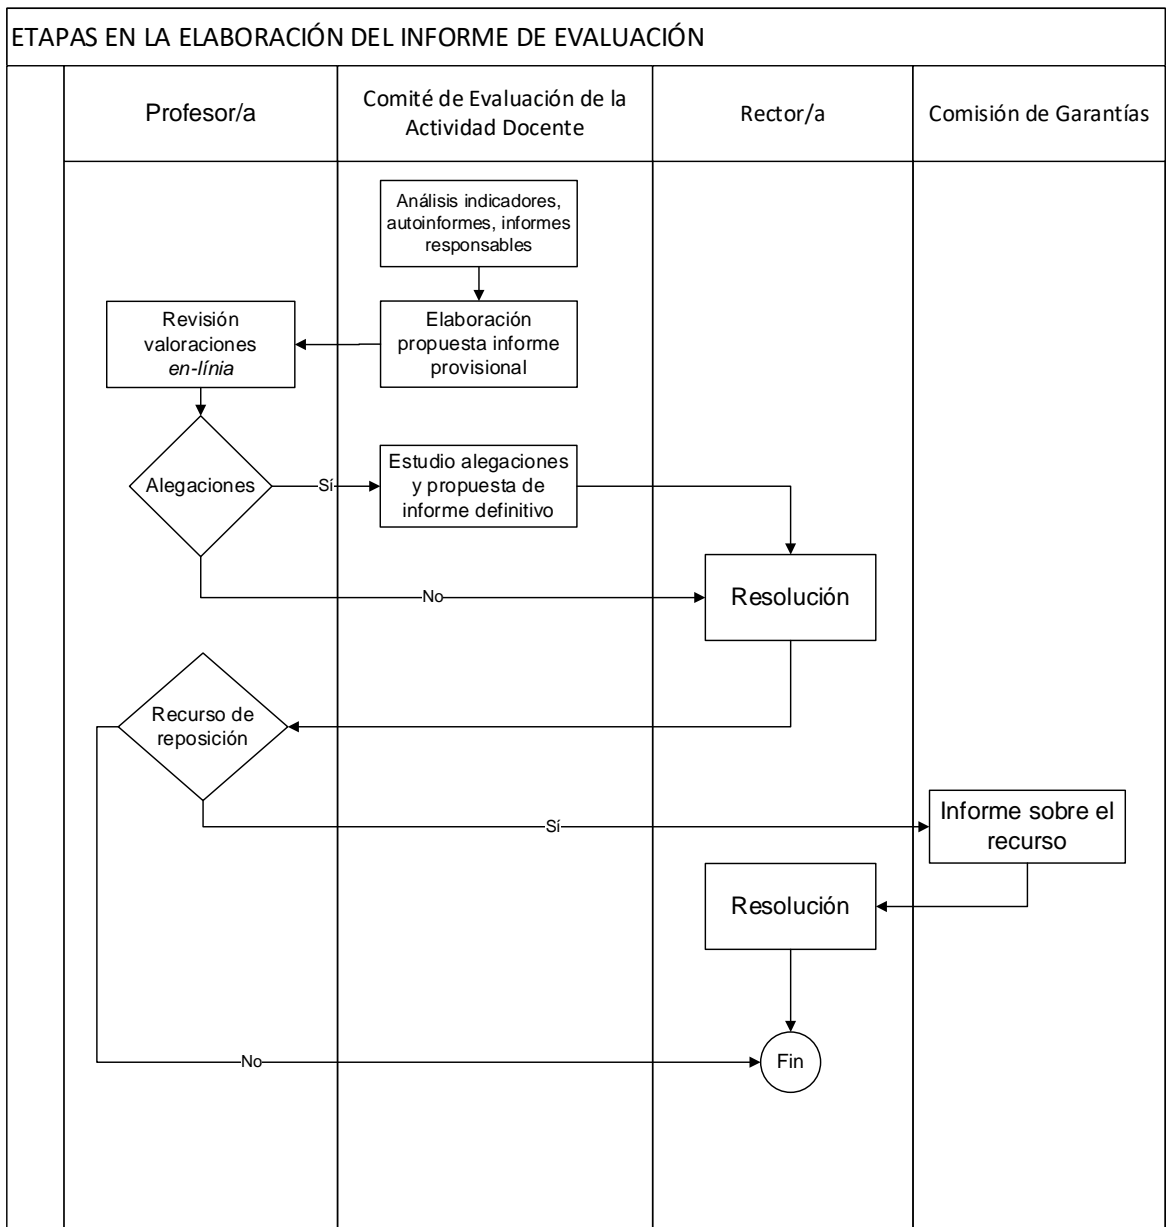 ETAPAS EN LA ELABORACIÓN DEL INFORME DE EVALUACIÓN
Profesor/a
Comité de Evaluación de la
Actividad Docente
Rector/a
Comisión de Garantías
Análisis indicadores,
autoinformes, informes
responsables
Revisión
valoraciones
en-línia
Elaboración
propuesta informe
provisional
Alegaciones
Sí
Estudio alegaciones
y propuesta de
informe definitivo
No
Resolución
Recurso de
reposición
Sí
Informe sobre el
recurso
Resolución
No
Fin